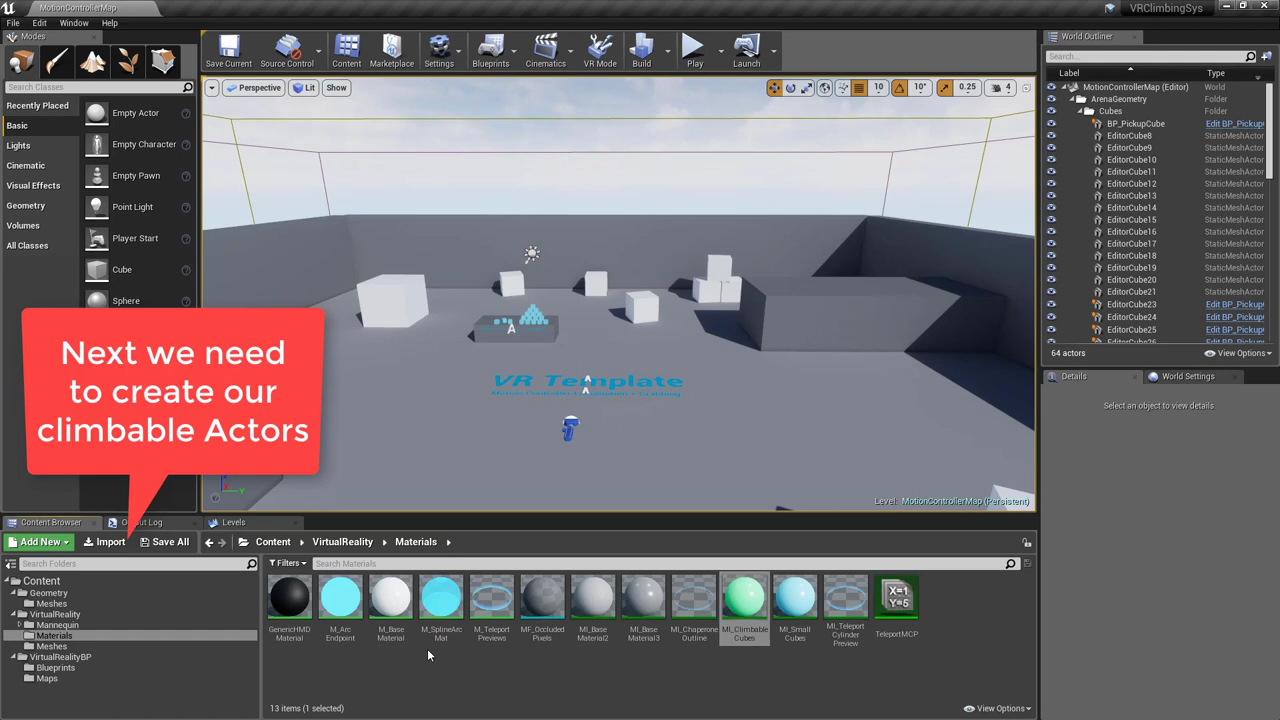 MotionControllerMap
VRClimbingSys
File Edit Window Help
Modes
Search Classes
Recently Placed
Basic
Lights
Cinematic
Visual Effects
Geometry
Volumes
All Classes
Empty Actor
Empty Character
Empty Pawn
Point Light
Player Start
Cube
Sphere
Save Current
Source Control
Content
Marketplace
Settings
Blueprints
Cinematics
VR Mode
Build
Play
Launch
Perspective Lit Show
10 10° 0.25 4
VR Template
Level: MotionControllerMap (Persistent)
Next we need
to create our
climbable Actors
World Outliner
Search...
Label Type
MotionControllerMap (Editor) World
ArenaGeometry Folder
Cubes Folder
BP_PickupCube Edit BP_Pickup
EditorCube8 StaticMeshActor
EditorCube9 StaticMeshActor
EditorCube10 StaticMeshActor
EditorCube11 StaticMeshActor
EditorCube12 StaticMeshActor
EditorCube13 StaticMeshActor
EditorCube14 StaticMeshActor
EditorCube15 StaticMeshActor
EditorCube16 StaticMeshActor
EditorCube17 StaticMeshActor
EditorCube18 StaticMeshActor
EditorCube19 StaticMeshActor
EditorCube20 StaticMeshActor
EditorCube21 StaticMeshActor
EditorCube23 Edit BP_Pickup
EditorCube24 Edit BP_Pickup
EditorCube25 Edit BP_Pickup
64 actors View Options
Details World Settings
Select an object to view details.
Content Browser Output Log Levels
Add New Import Save All Content VirtualReality Materials
Search Folders
Filters Search Materials
Content
Geometry
Meshes
VirtualReality
Mannequin
Materials
Meshes
VirtualRealityBP
Blueprints
Maps
GenericHMD
Material
M_Arc
Endpoint
M_Base
Material
M_SplineArc
Mat
M_Teleport
Previews
MF_Occluded
Pixels
MI_Base
Material2
MI_Base
Material3
MI_Chaperone
Outline
MI_Climbable
Cubes
MI_Small
Cubes
MI_Teleport
Cylinder
Preview
X=1
Y=5
TeleportMCP
13 items (1 selected)
View Options